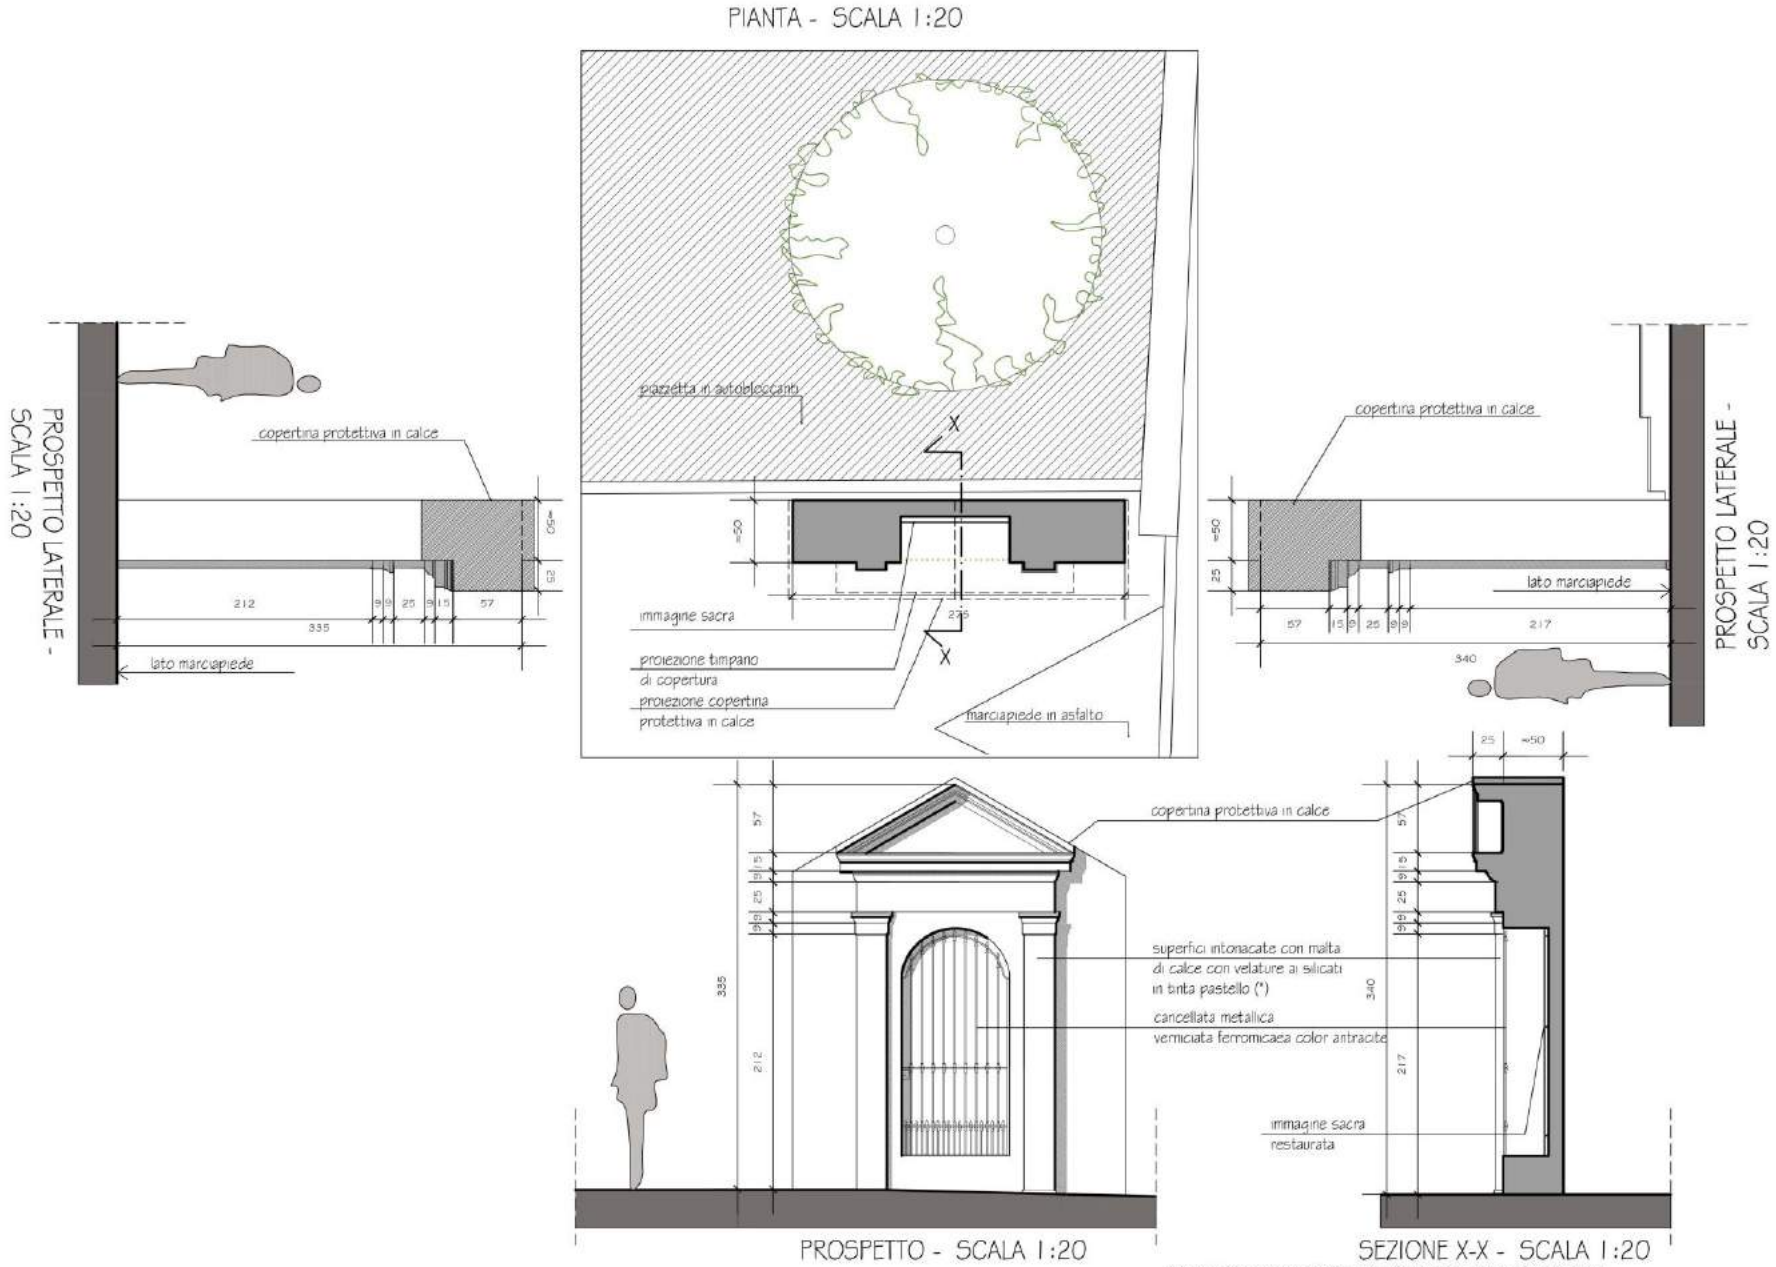 PIANTA - SCALA 1:20
piazzetta in autobloccanti
X
≈50
275
immagine sacra
X
proiezione timpano
di copertura
proiezione copertina
protettiva in calce
marciapiede in asfalto
PROSPETTO LATERALE -
SCALA 1:20
copertina protettiva in calce
≈50
25
212
9
9
25
9
15
57
335
lato marciapiede
copertina protettiva in calce
PROSPETTO LATERALE -
SCALA 1:20
≈50
25
lato marciapiede
57
15
9
25
9
9
217
340
25
≈50
copertina protettiva in calce
57
15
9
25
9
9
335
212
superfici intonacate con malta
di calce con velature ai silicati
in tinta pastello (*)
cancellata metallica
verniciata ferromicaea color antracite
immagine sacra
restaurata
57
15
9
25
9
9
340
217
PROSPETTO - SCALA 1:20
SEZIONE X-X - SCALA 1:20